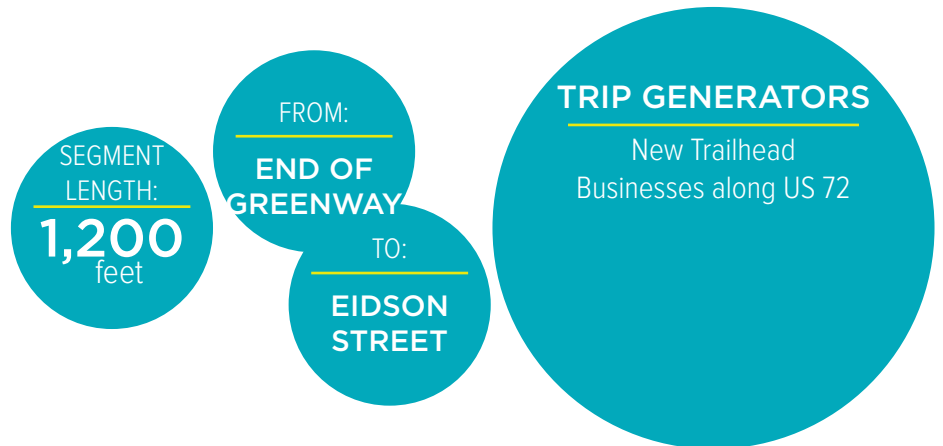 SEGMENT
LENGTH:
1,200
feet
FROM:
END OF
GREENWAY
TO:
EIDSON
STREET
TRIP GENERATORS
New Trailhead
Businesses along US 72